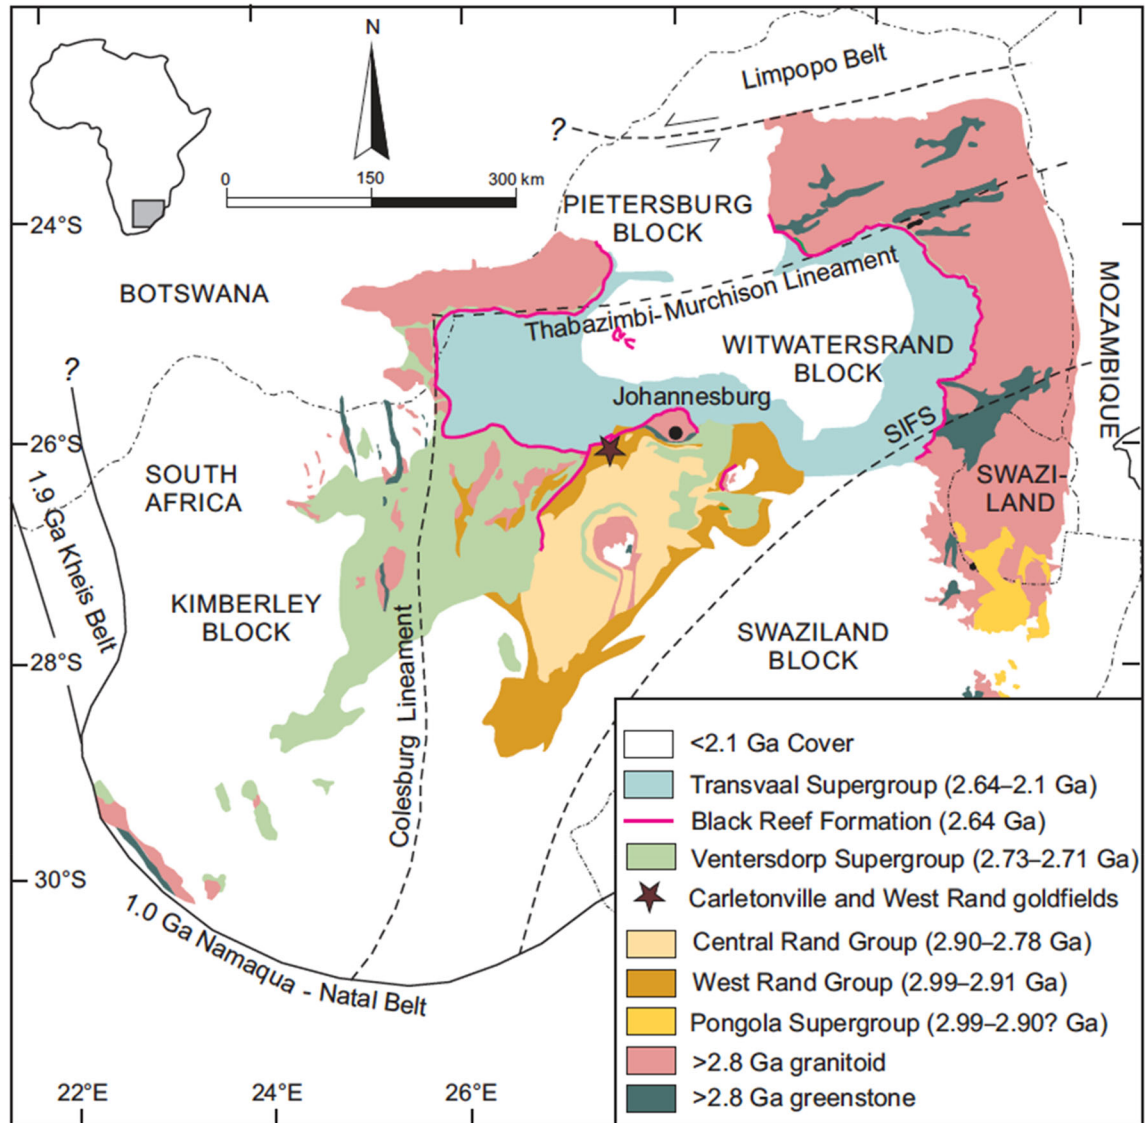 N
0 150 300 km
Limpopo Belt
?
24°S
PIETERSBURG
BLOCK
BOTSWANA
Thabazimbi-Murchison Lineament
MOZAMBIQUE
WITWATERSRAND
BLOCK
?
Johannesburg
SIFS
26°S
SOUTH
AFRICA
SWAZI-
LAND
1.9 Ga Kheis Belt
KIMBERLEY
BLOCK
SWAZILAND
BLOCK
28°S
Colesburg Lineament
30°S
1.0 Ga Namaqua - Natal Belt
<2.1 Ga Cover
Transvaal Supergroup (2.64–2.1 Ga)
Black Reef Formation (2.64 Ga)
Ventersdorp Supergroup (2.73–2.71 Ga)
Carletonville and West Rand goldfields
Central Rand Group (2.90–2.78 Ga)
West Rand Group (2.99–2.91 Ga)
Pongola Supergroup (2.99–2.90? Ga)
>2.8 Ga granitoid
>2.8 Ga greenstone
22°E 24°E 26°E